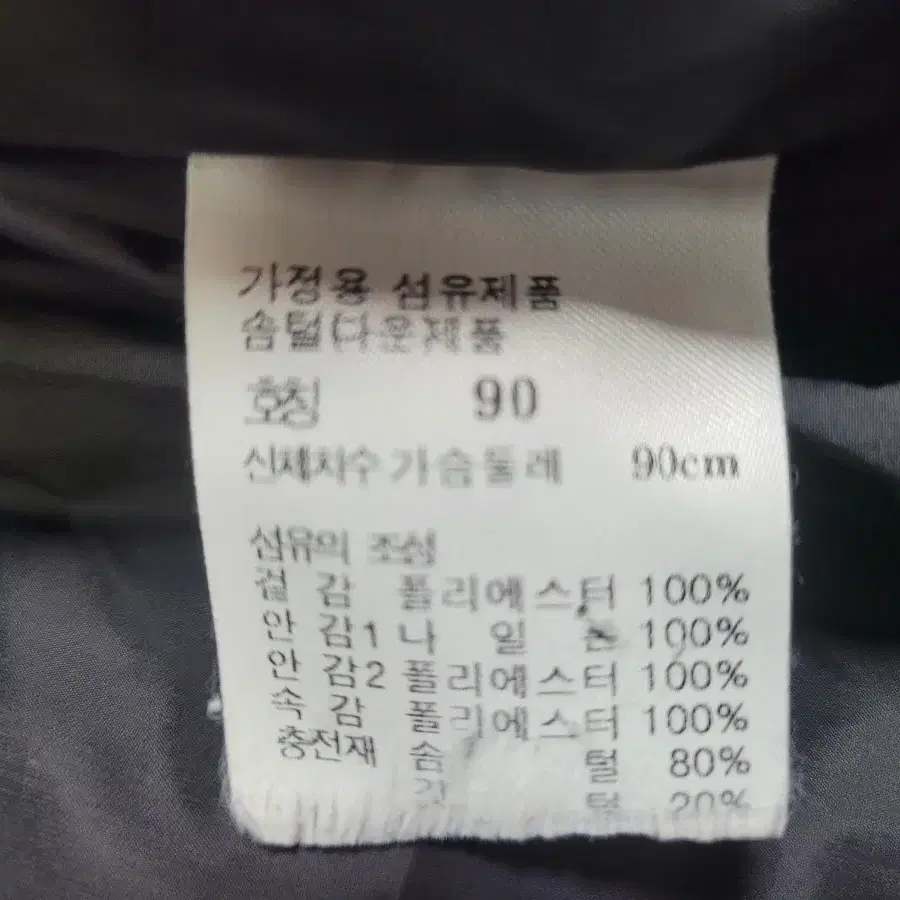 가정용 섬유제품
솜털(다운제품
호칭 90
신체치수 가슴둘레 90cm
섬유의 조성
겉 감 폴리에스터 100%
안 감1 나 일 론 100%
안 감2 폴리에스터 100%
속 감 폴리에스터 100%
충전재 솜 털 80%
깃 털 20%